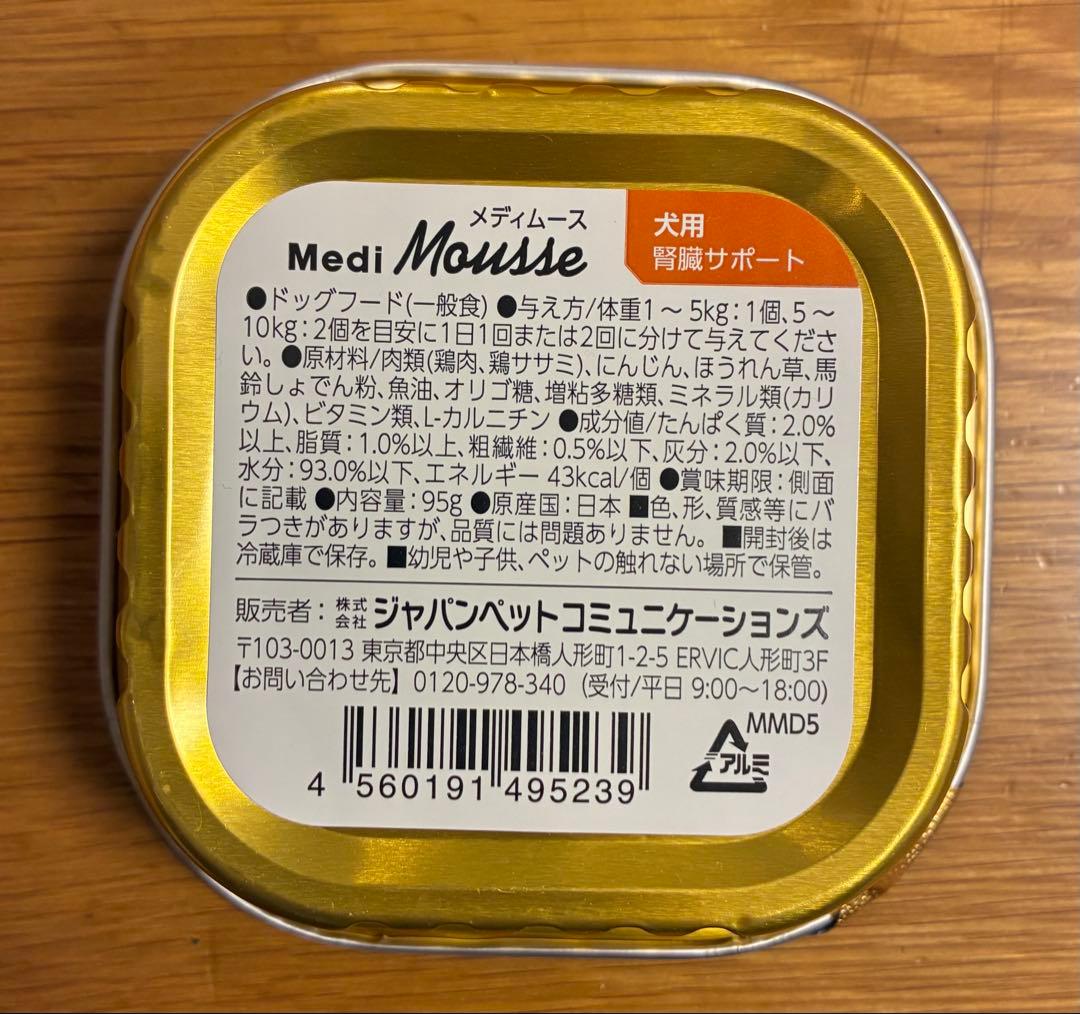 メディムース
Medi Mousse
犬用
腎臓サポート
●ドッグフード(一般食) ●与え方/体重1～5kg:1個、5～
10kg:2個を目安に1日1回または2回に分けて与えてくださ
い。●原材料/肉類(鶏肉、鶏ササミ)、にんじん、ほうれん草、馬
鈴しょでん粉、魚油、オリゴ糖、増粘多糖類、ミネラル類(カリ
ウム)、ビタミン類、L-カルニチン ●成分値/たんぱく質:2.0%
以上、脂質:1.0%以上、粗繊維:0.5%以下、灰分:2.0%以下、
水分:93.0%以下、エネルギー 43kcal/個 ●賞味期限:側面
に記載 ●内容量:95g ●原産国:日本 ■色、形、質感等にバ
ラつきがありますが、品質には問題ありません。 ■開封後は
冷蔵庫で保存。■幼児や子供、ペットの触れない場所で保管。
販売者:株式会社ジャパンペットコミュニケーションズ
〒103-0013 東京都中央区日本橋人形町1-2-5 ERVIC人形町3F
【お問い合わせ先】 0120-978-340 (受付/平日 9:00～18:00)
MMD5
アルミ
4 560191 495239